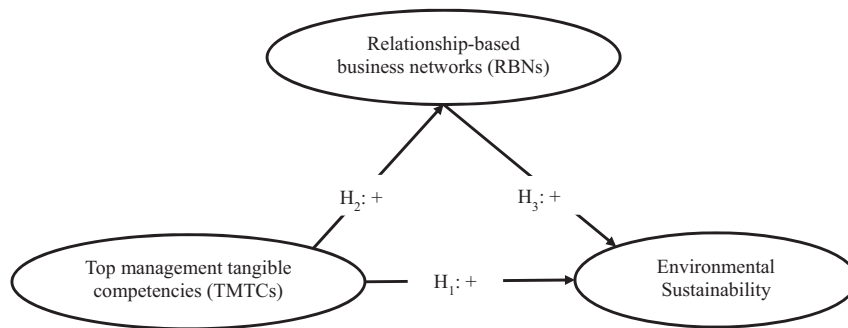 Relationship-based
business networks (RBNs)
H₂: +
H₃: +
Top management tangible
competencies (TMTCs)
H₁: +
Environmental
Sustainability